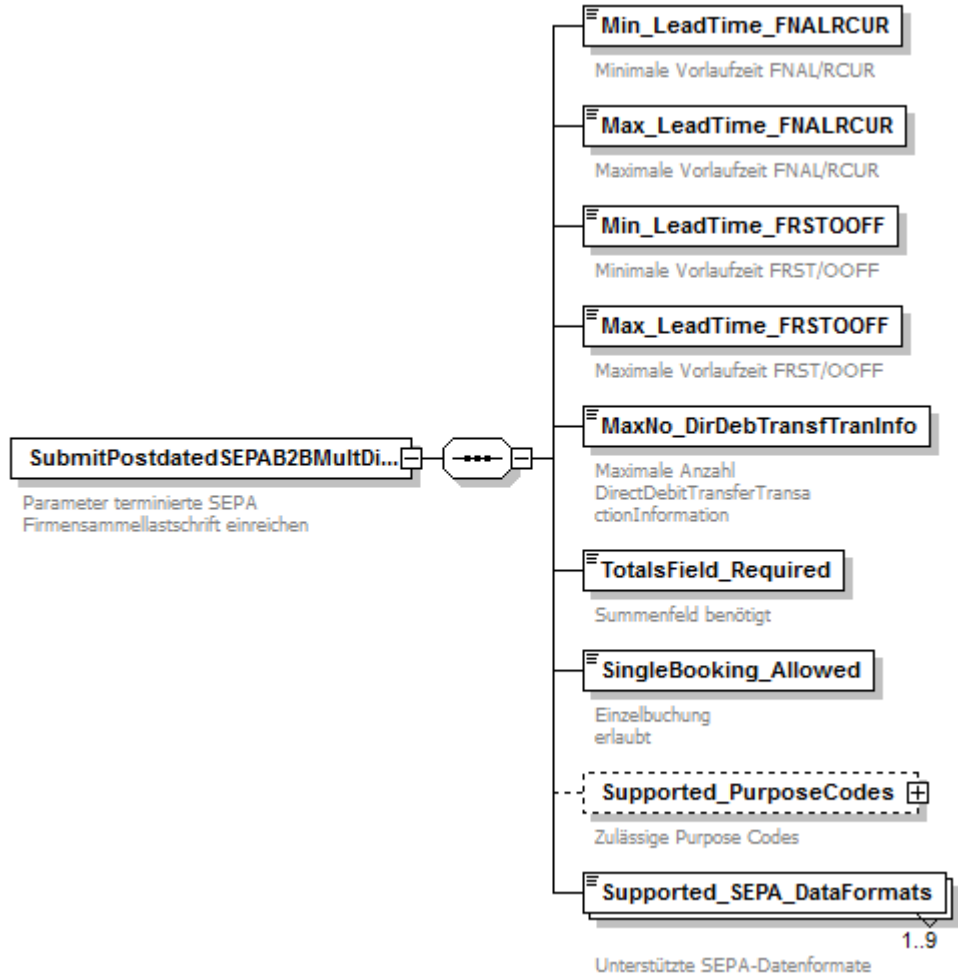 Min_LeadTime_FNALRCUR
Minimale Vorlaufzeit FNAL/RCUR
Max_LeadTime_FNALRCUR
Maximale Vorlaufzeit FNAL/RCUR
Min_LeadTime_FRSTOOFF
Minimale Vorlaufzeit FRST/OOFF
Max_LeadTime_FRSTOOFF
Maximale Vorlaufzeit FRST/OOFF
SubmitPostdatedSEPAB2BMultDi...
Parameter terminierte SEPA
Firmensammellastschrift einreichen
MaxNo_DirDebTransfTranInfo
Maximale Anzahl
DirectDebitTransferTransa
ctionInformation
TotalsField_Required
Summenfeld benötigt
SingleBooking_Allowed
Einzelbuchung
erlaubt
Supported_PurposeCodes
Zulässige Purpose Codes
Supported_SEPA_DataFormats
1..9
Unterstützte SEPA-Datenformate